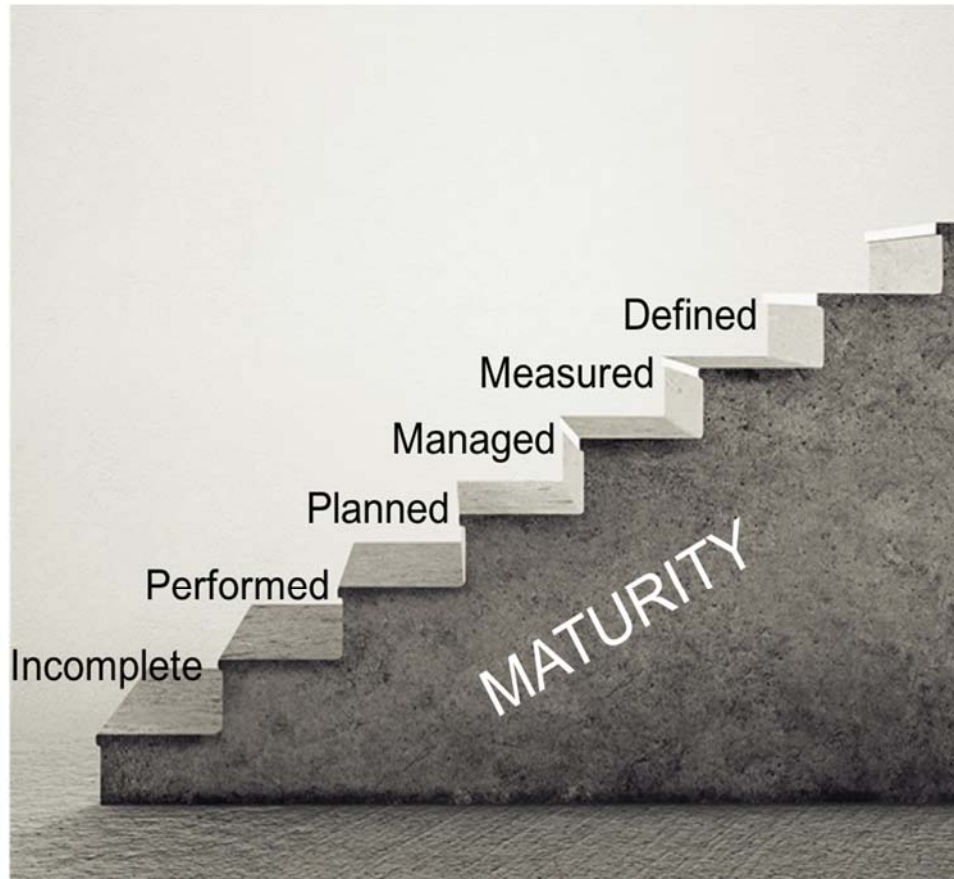 Defined
Measured
Managed
Planned
Performed
Incomplete
MATURITY